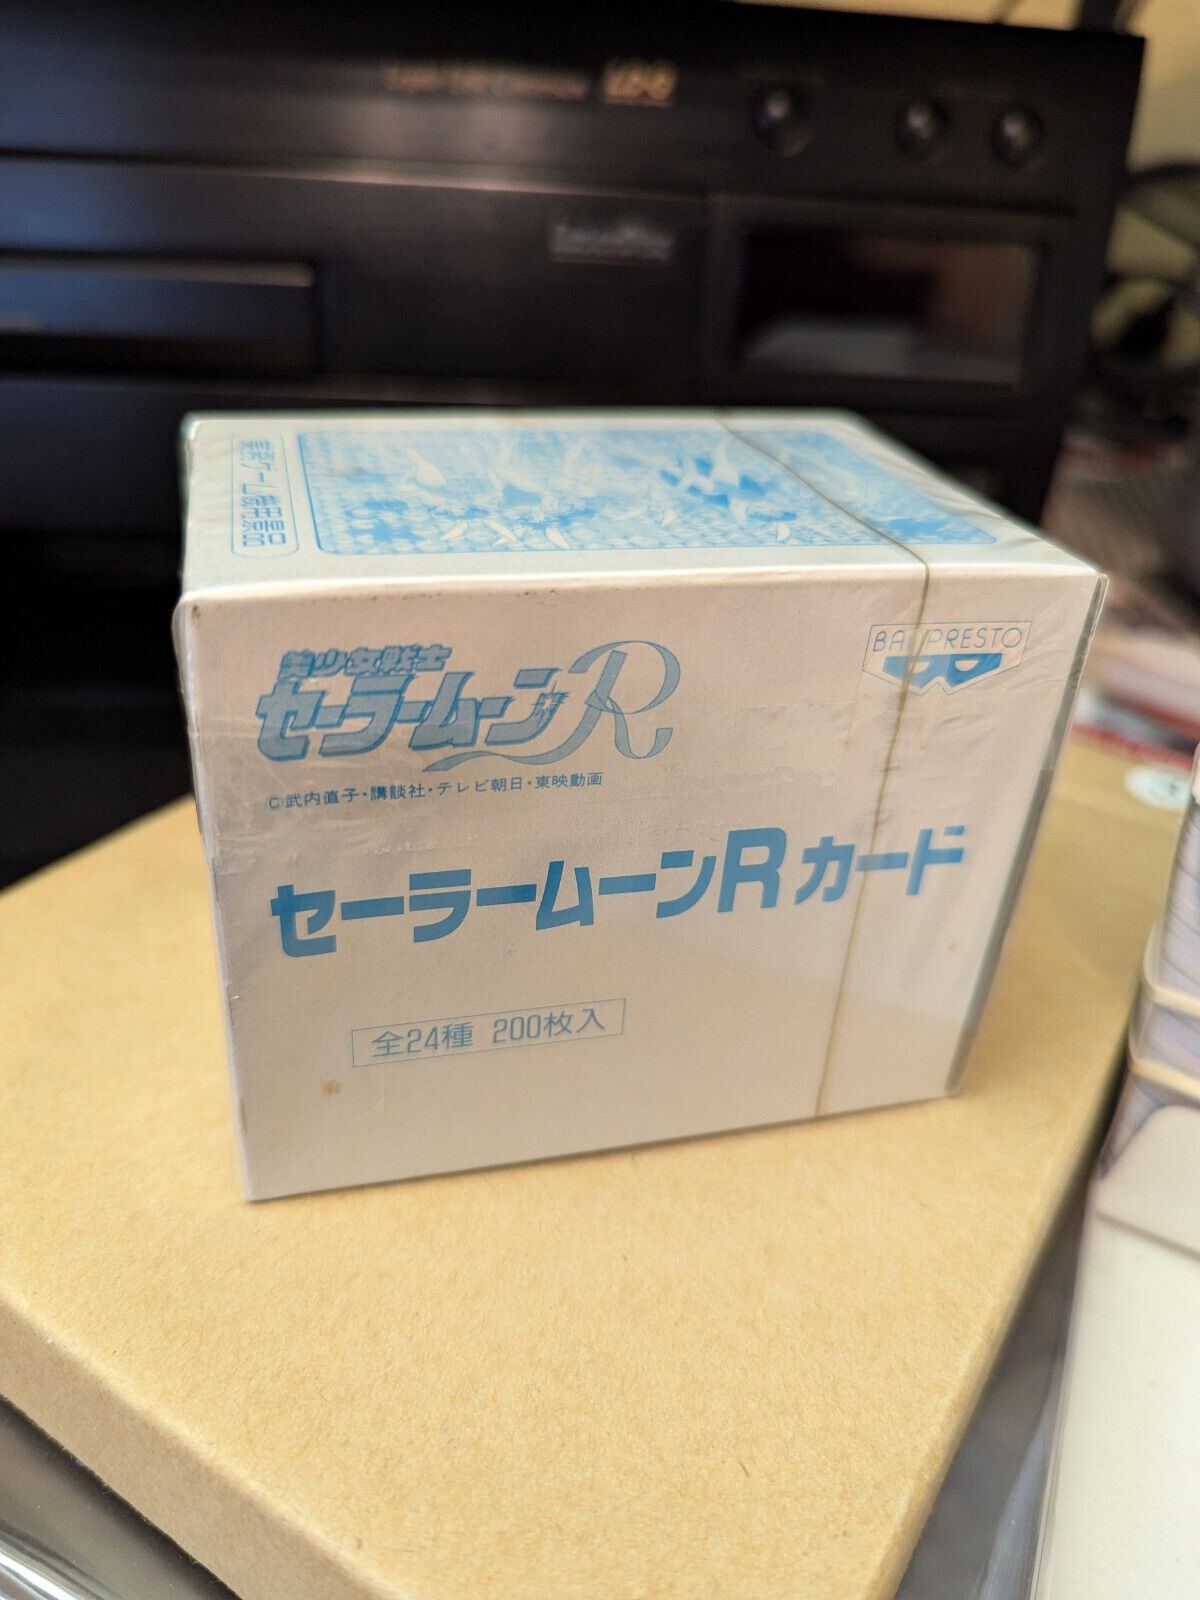 LaserDisc
業務ゲーム機用景品
美少女戦士
セーラームーンR
BANPRESTO
©武内直子・講談社・テレビ朝日・東映動画
セーラームーンRカード
全24種 200枚入